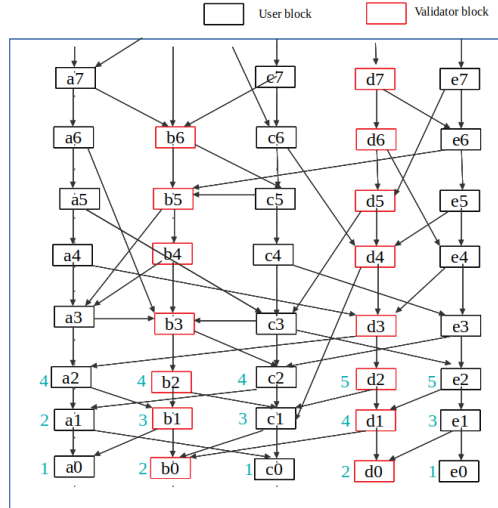 User block Validator block
a7 c7 d7 e7
a6 b6 c6 d6 e6
a5 b5 c5 d5 e5
a4 b4 c4 d4 e4
a3 b3 c3 d3 e3
4 a2 4 b2 4 c2 5 d2 5 e2
2 a1 3 b1 3 c1 4 d1 3 e1
1 a0 2 b0 1 c0 2 d0 1 e0